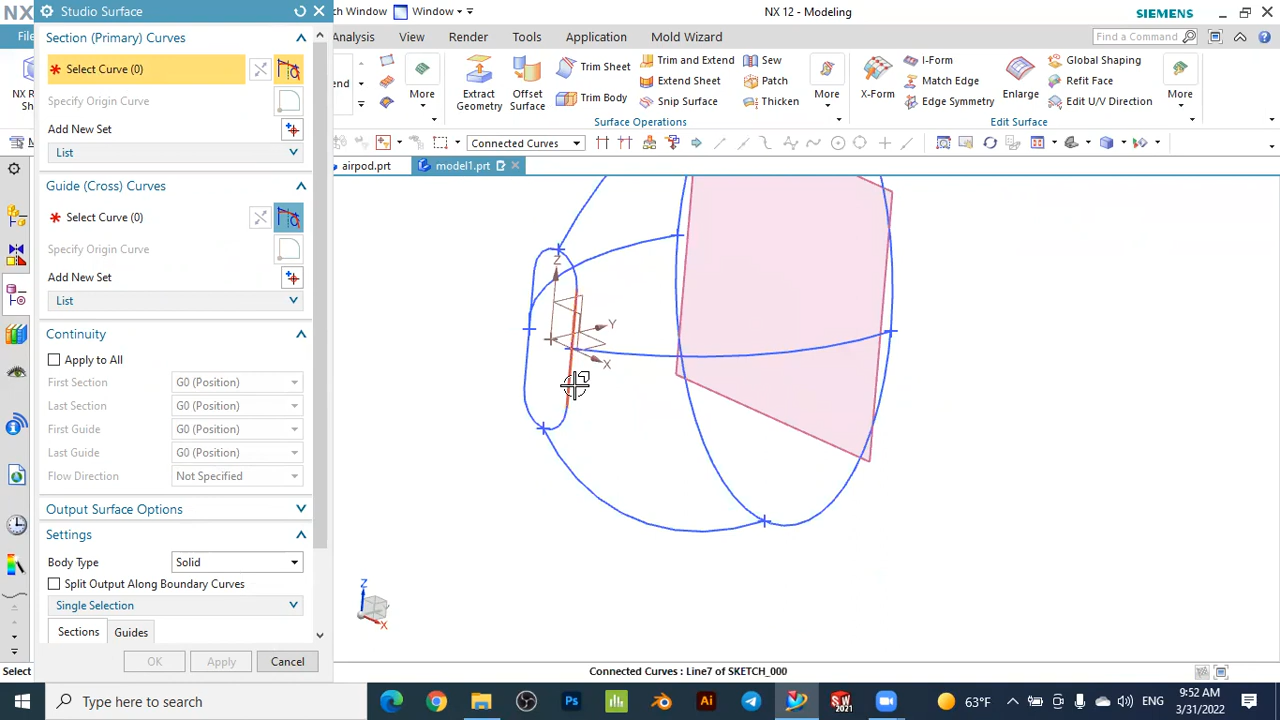 Studio Surface
Section (Primary) Curves
* Select Curve (0)
Specify Origin Curve
Add New Set
List
Guide (Cross) Curves
* Select Curve (0)
Specify Origin Curve
Add New Set
List
Continuity
Apply to All
First Section G0 (Position)
Last Section G0 (Position)
First Guide G0 (Position)
Last Guide G0 (Position)
Flow Direction Not Specified
Output Surface Options
Settings
Body Type Solid
Split Output Along Boundary Curves
Single Selection
Sections Guides
OK Apply Cancel
NX
Window
NX 12 - Modeling
SIEMENS
Analysis View Render Tools Application Mold Wizard
Find a Command
More
Extract Geometry
Offset Surface
Trim Sheet
Trim Body
Trim and Extend
Extend Sheet
Snip Surface
Sew
Patch
Thicken
More
Surface Operations
X-Form
I-Form
Match Edge
Edge Symmetry
Enlarge
Global Shaping
Refit Face
Edit U/V Direction
More
Edit Surface
Connected Curves
airpod.prt
model1.prt
Z
Y
X
Z
X
Select
Connected Curves : Line7 of SKETCH_000
Type here to search
Ps
Ai
SW
2021
63°F
ENG
9:52 AM
3/31/2022